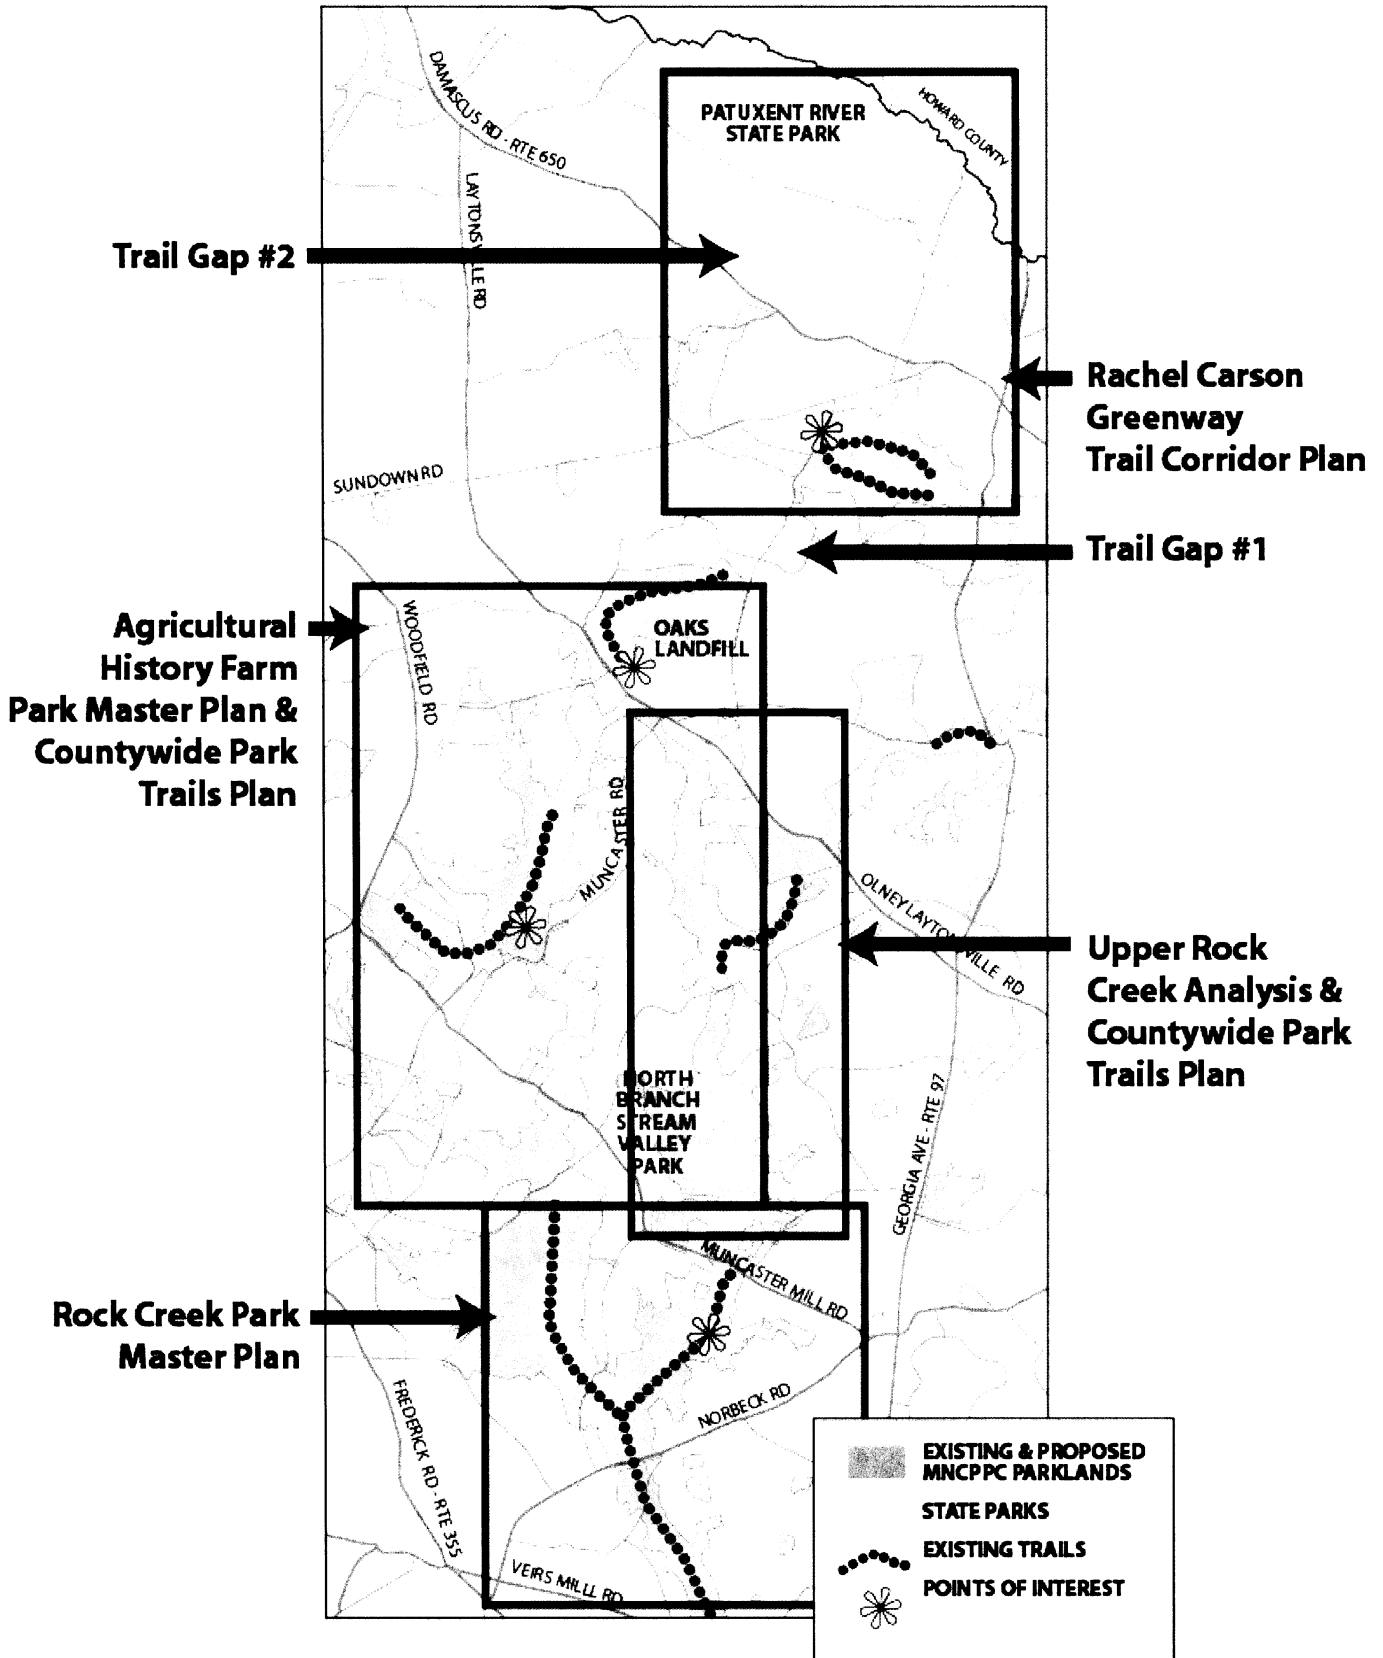 DAMASCUS RD - RTE 650
PATUXENT RIVER
STATE PARK
HOWARD COUNTY
LAYTONSVILLE RD
Trail Gap #2
Rachel Carson
Greenway
Trail Corridor Plan
SUNDOWN RD
Trail Gap #1
Agricultural
History Farm
Park Master Plan &
Countywide Park
Trails Plan
WOODFIELD RD
OAKS
LANDFILL
MUNCASTER RD
OLNEY LAYTONSVILLE RD
Upper Rock
Creek Analysis &
Countywide Park
Trails Plan
NORTH
BRANCH
STREAM
VALLEY
PARK
GEORGIA AVE - RTE 97
MUNCASTER MILL RD
Rock Creek Park
Master Plan
NORBECK RD
FREDERICK RD - RTE 355
VEIRS MILLL RD
EXISTING & PROPOSED
MNCPPC PARKLANDS
STATE PARKS
EXISTING TRAILS
POINTS OF INTEREST